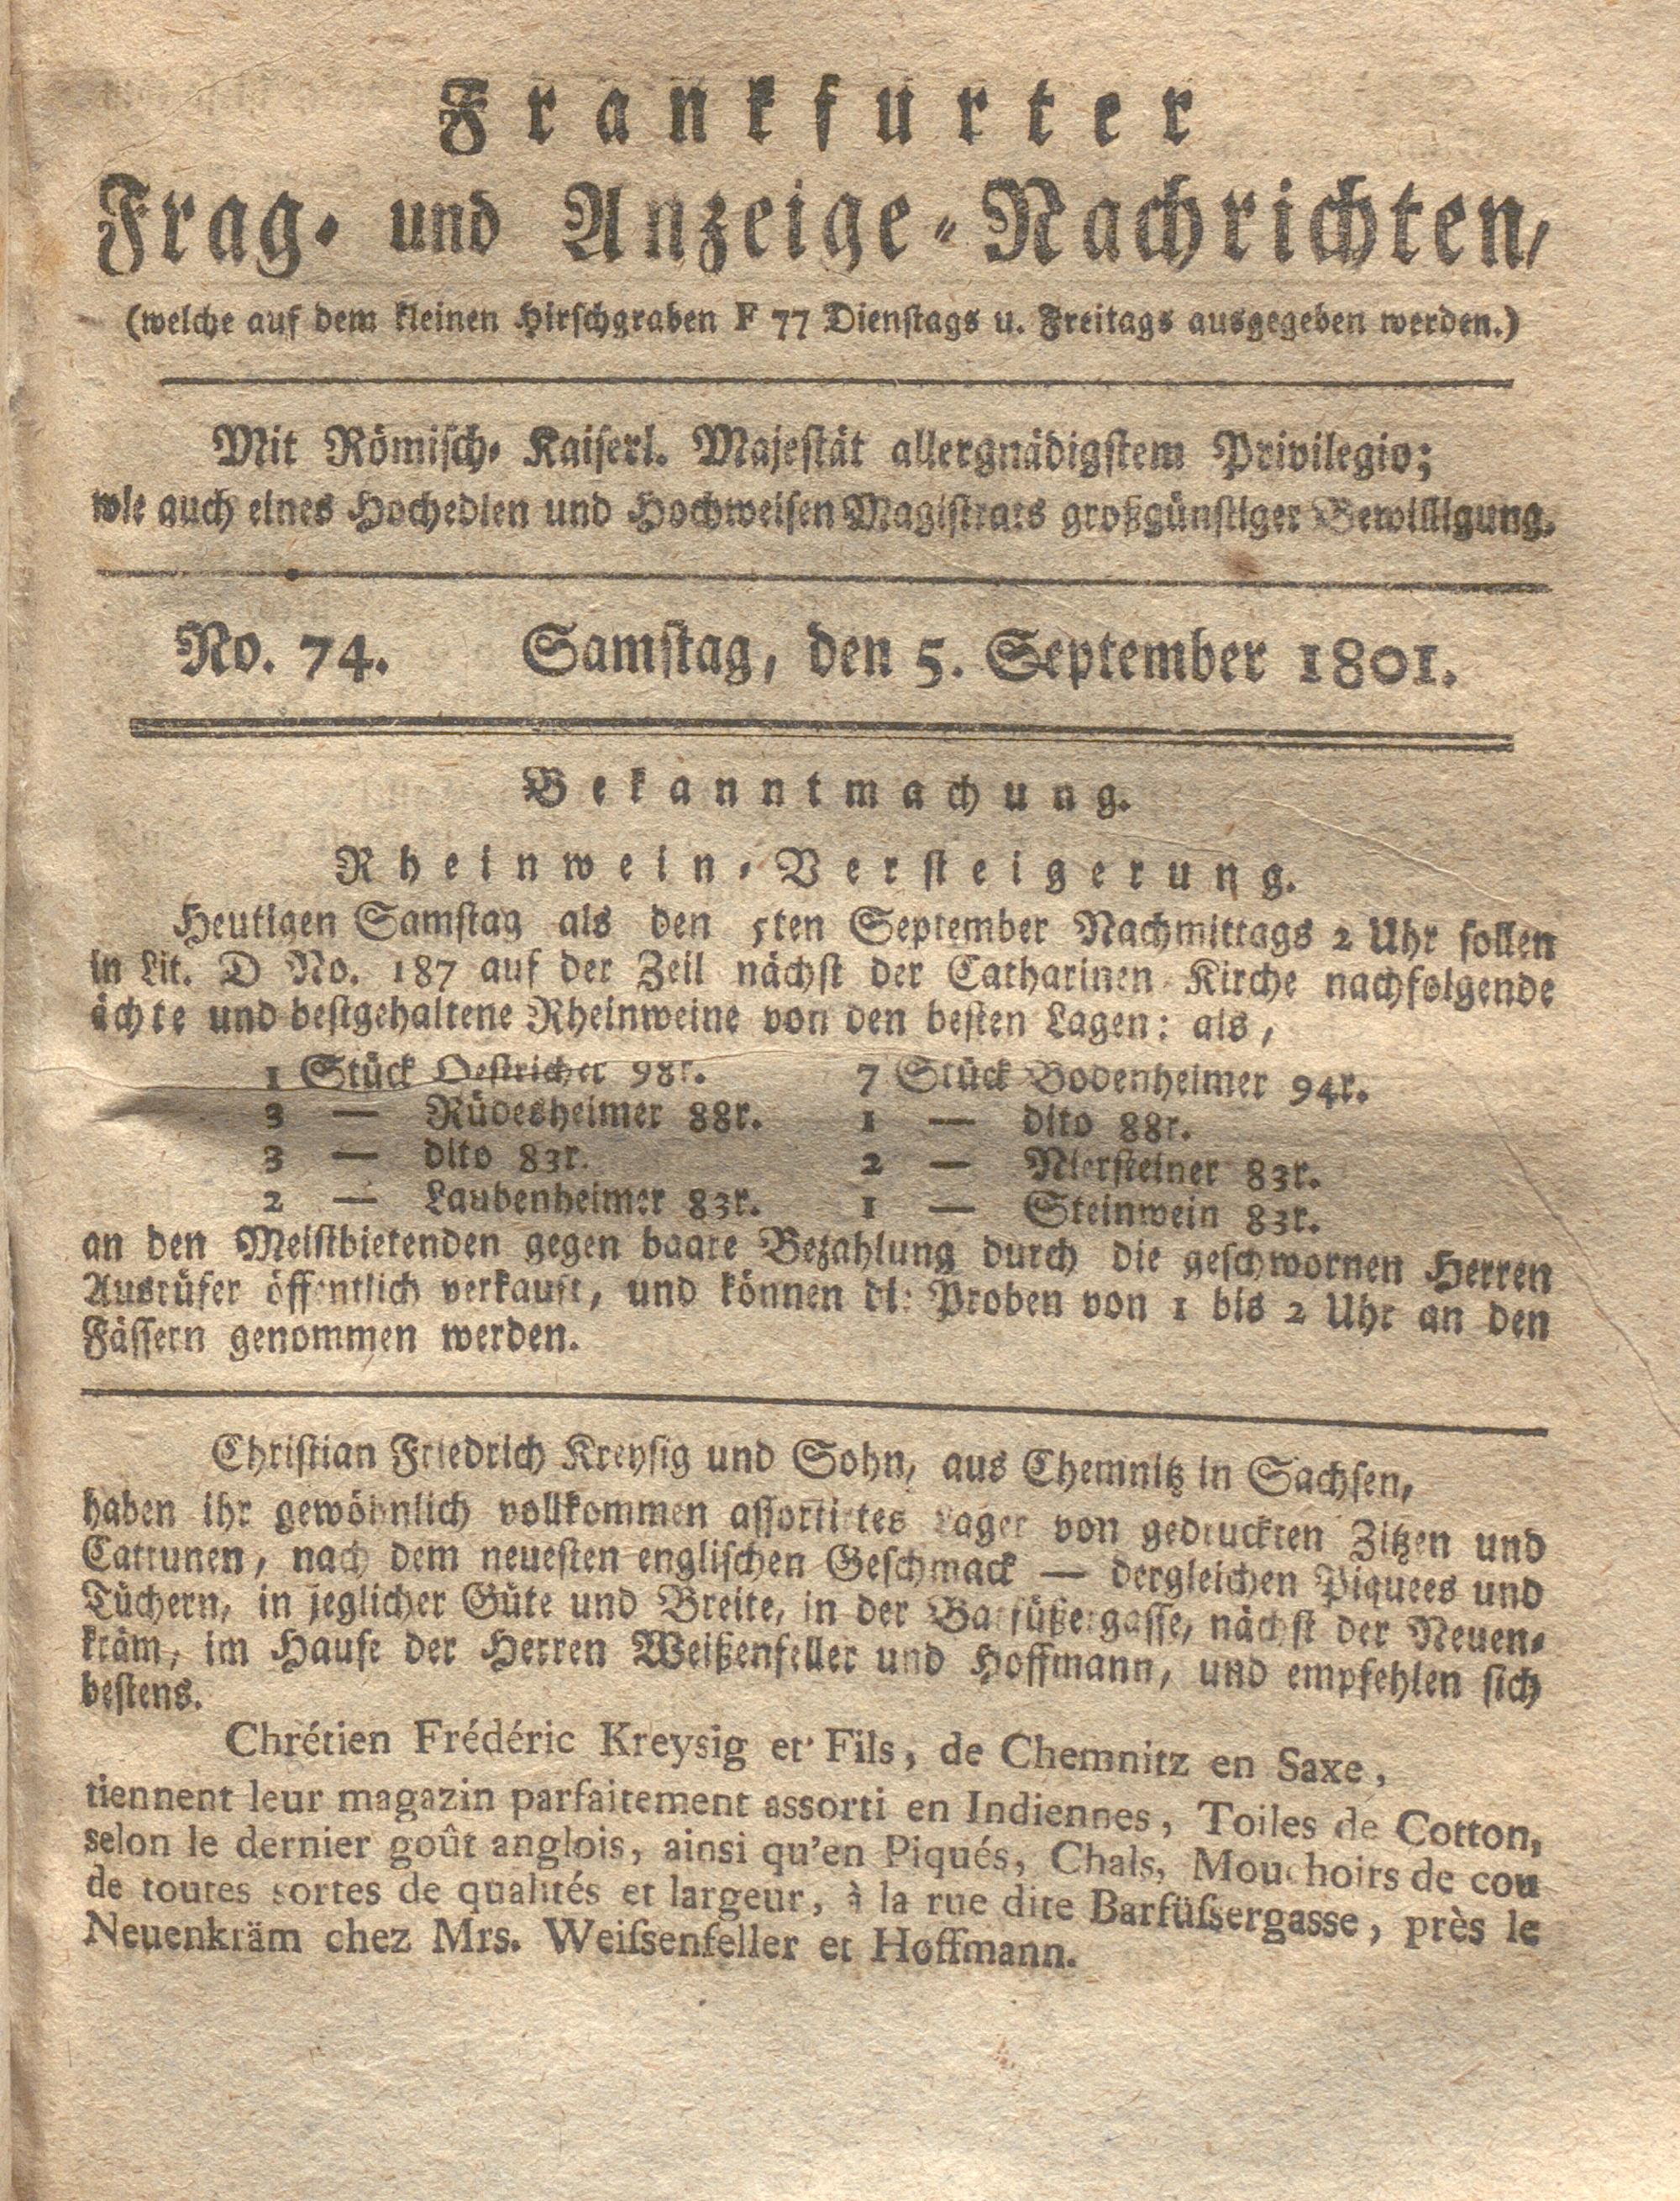 Frankfurter
Frag- und Anzeige-Nachrichten,
(welche auf dem kleinen Hirſchgraben F 77 Dienſtags u. Freitags ausgegeben werden.)
Mit Römiſch- Kaiſerl. Majeſtät allergnädigſtem Privilegio;
wie auch eines Hochedlen und Hochweiſen Magiſtrats großgünſtiger Bewilligung.
No. 74. Samſtag, den 5. September 1801.
Bekanntmachung.
Rheinwein-Verſteigerung.
Heutigen Samſtag als den 5ten September Nachmittags 2 Uhr ſollen
in Lit. D No. 187 auf der Zeil nächſt der Catharinen Kirche nachfolgende
ächte und beſtgehaltene Rheinweine von den beſten Lagen: als,
1 Stück Oeſtricher 98r. 7 Stück Bodenheimer 94r.
3 — Rüdesheimer 88r. 1 — dito 88r.
3 — dito 83r. 2 — Nierſteiner 83r.
2 — Laubenheimer 83r. 1 — Steinwein 83r.
an den Meiſtbietenden gegen baare Bezahlung durch die geſchwornen Herren
Ausrüfer öffentlich verkauft, und können die Proben von 1 bis 2 Uhr an den
Fäſſern genommen werden.
Chriſtian Friedrich Kreyſig und Sohn, aus Chemnitz in Sachſen,
haben ihr gewöhnlich vollkommen aſſortirtes Lager von gedruckten Zitzen und
Cattunen, nach dem neueſten engliſchen Geſchmack — dergleichen Piquees und
Tüchern, in jeglicher Güte und Breite, in der Barfüßergaſſe, nächſt der Neuen-
kräm, im Hauſe der Herren Weißenfeller und Hoffmann, und empfehlen ſich
beſtens.
Chrétien Frédéric Kreysig et Fils, de Chemnitz en Saxe,
tiennent leur magazin parfaitement assorti en Indiennes, Toiles de Cotton,
selon le dernier goût anglois, ainsi qu'en Piqués, Chals, Mouchoirs de cou
de toutes sortes de qualités et largeur, à la rue dite Barfüſsergasse, près le
Neuenkräm chez Mrs. Weiſsenfeller et Hoffmann.